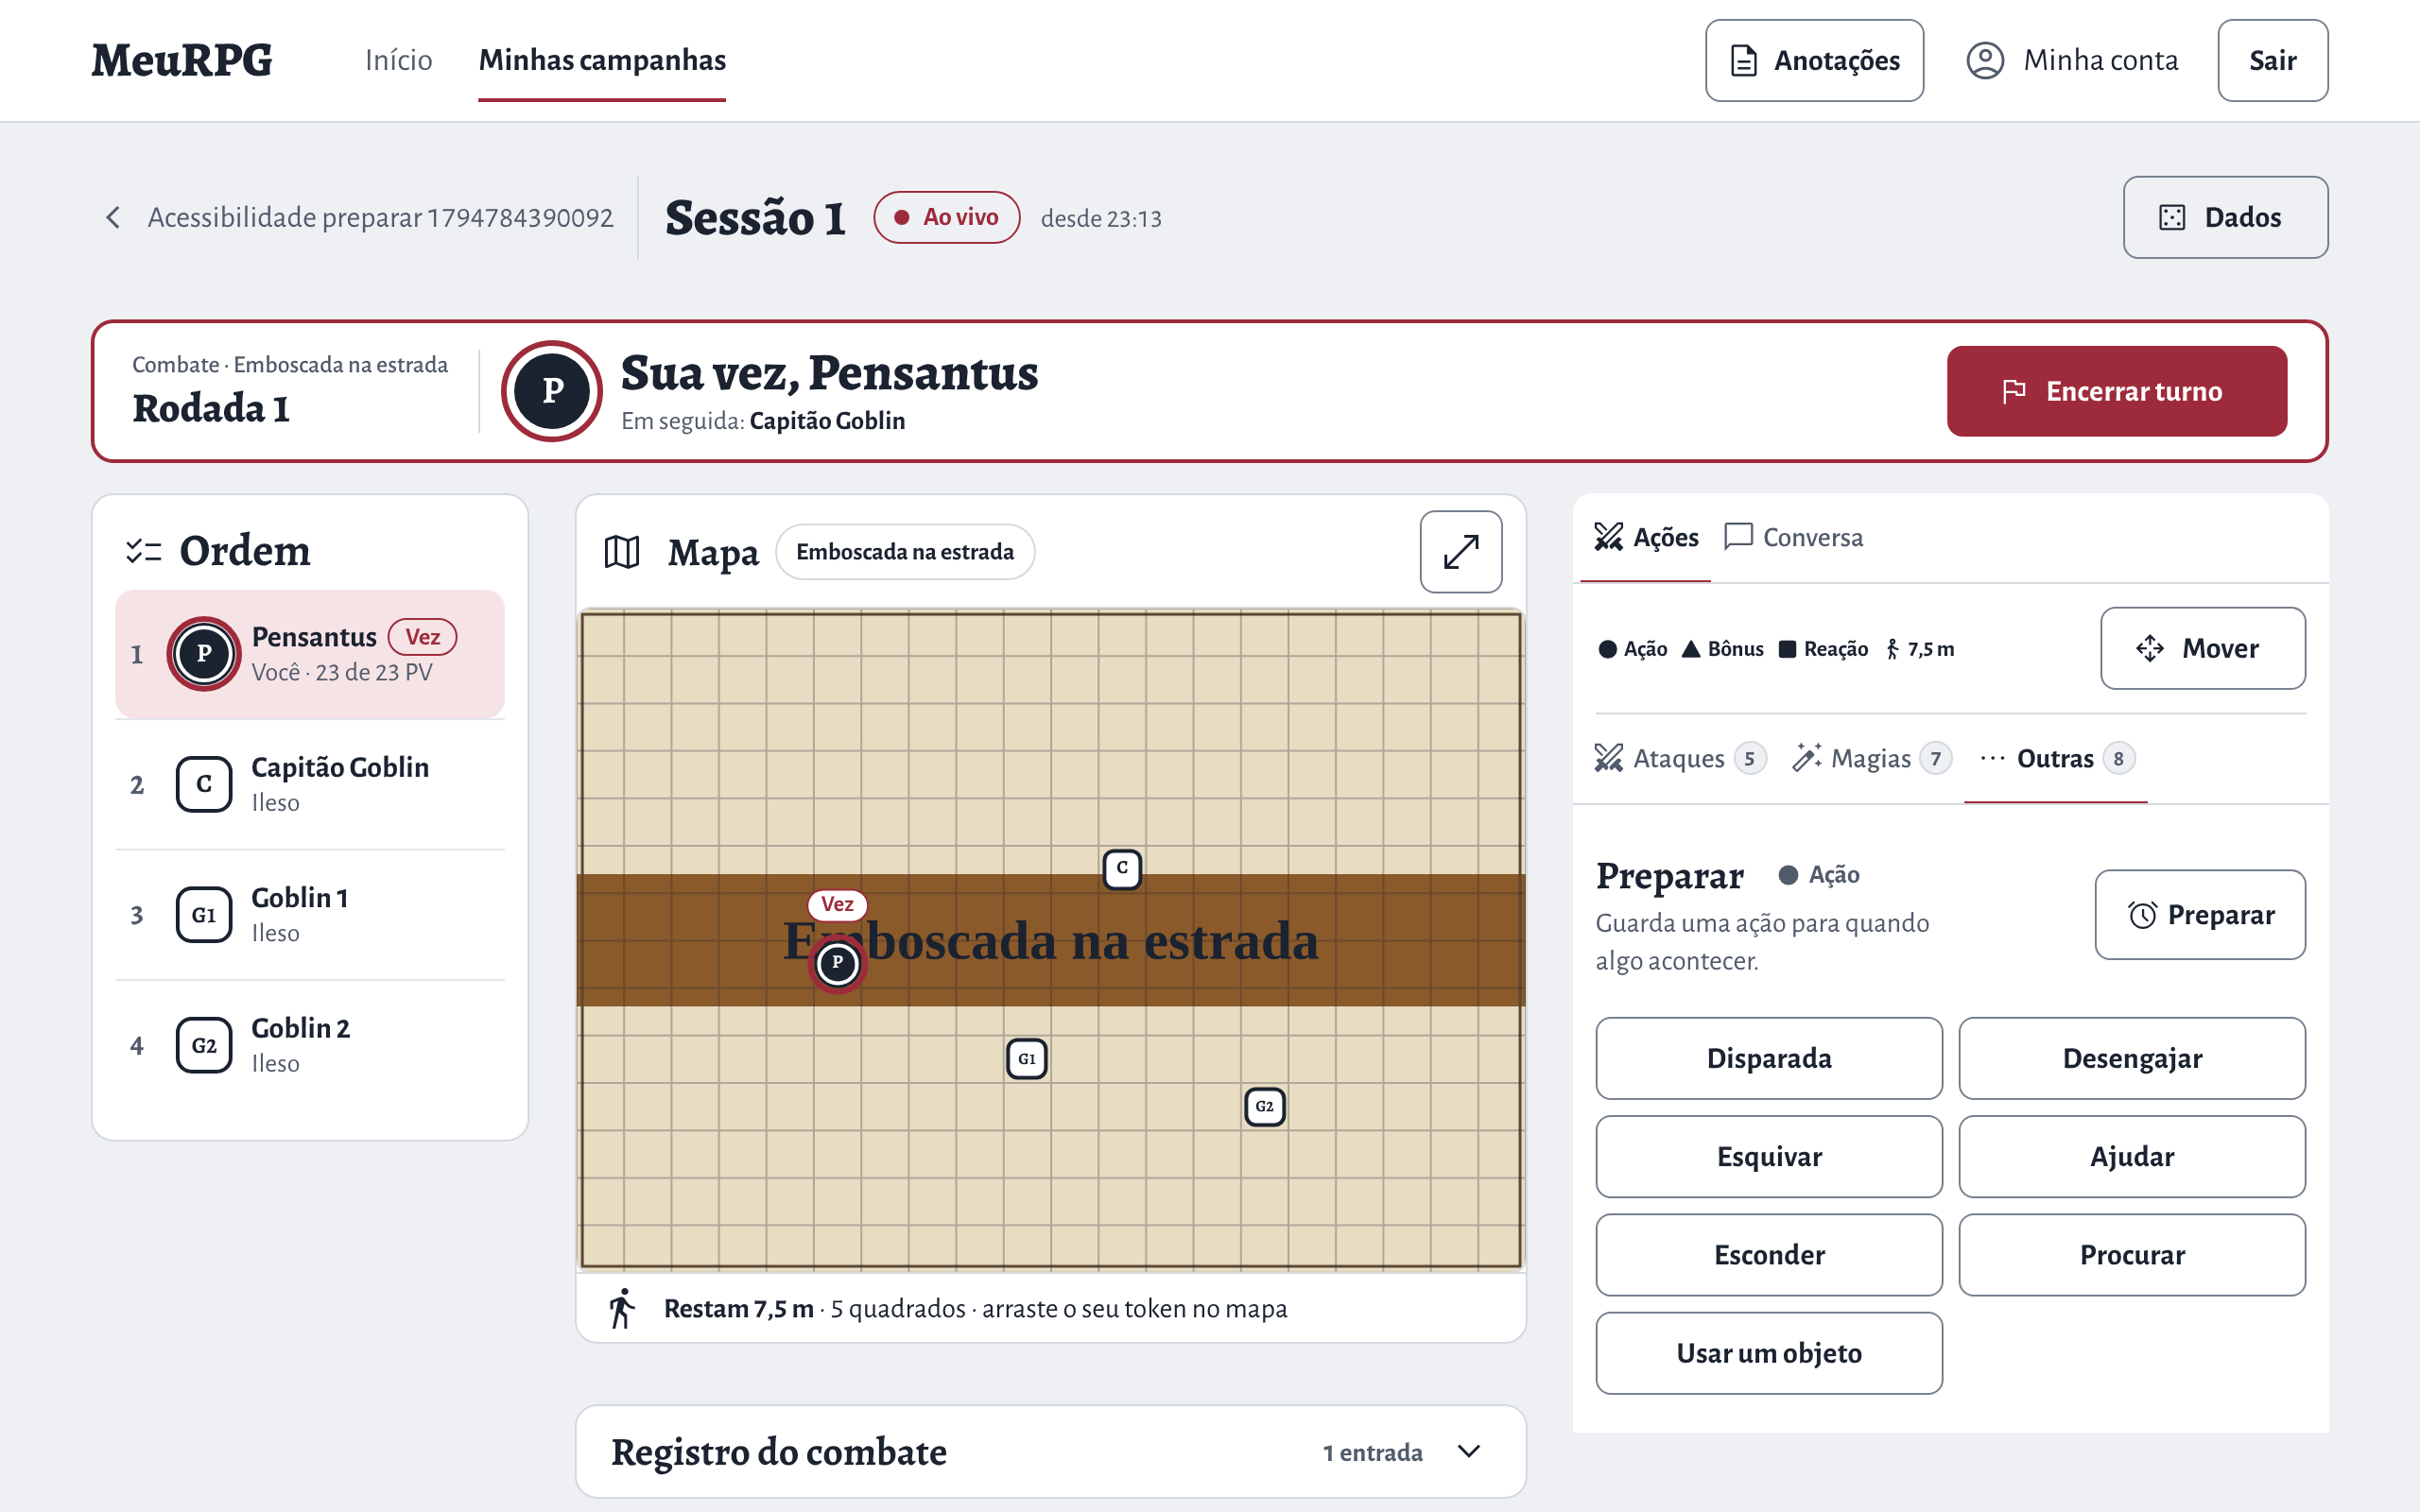 MeuRPG
Início
Minhas campanhas
Anotações
Minha conta
Sair
Acessibilidade preparar 1794784390092
Sessão 1
Ao vivo
desde 23:13
Dados
Combate · Emboscada na estrada
Rodada 1
P
Sua vez, Pensantus
Em seguida: Capitão Goblin
Encerrar turno
Ordem
1
P
Pensantus
Vez
Você · 23 de 23 PV
2
C
Capitão Goblin
Ileso
3
G1
Goblin 1
Ileso
4
G2
Goblin 2
Ileso
Mapa
Emboscada na estrada
C
Vez
Emboscada na estrada
P
G1
G2
Restam 7,5 m · 5 quadrados · arraste o seu token no mapa
Registro do combate
1 entrada
Ações
Conversa
Ação
Bônus
Reação
7,5 m
Mover
Ataques 5
Magias 7
Outras 8
Preparar
Ação
Guarda uma ação para quando
algo acontecer.
Preparar
Disparada
Desengajar
Esquivar
Ajudar
Esconder
Procurar
Usar um objeto